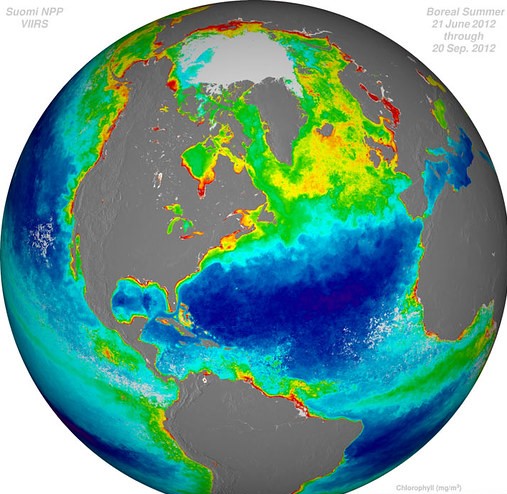 Suomi NPP
VIIRS
Boreal Summer
21 June 2012
through
20 Sep. 2012
Chlorophyll (mg/m³)